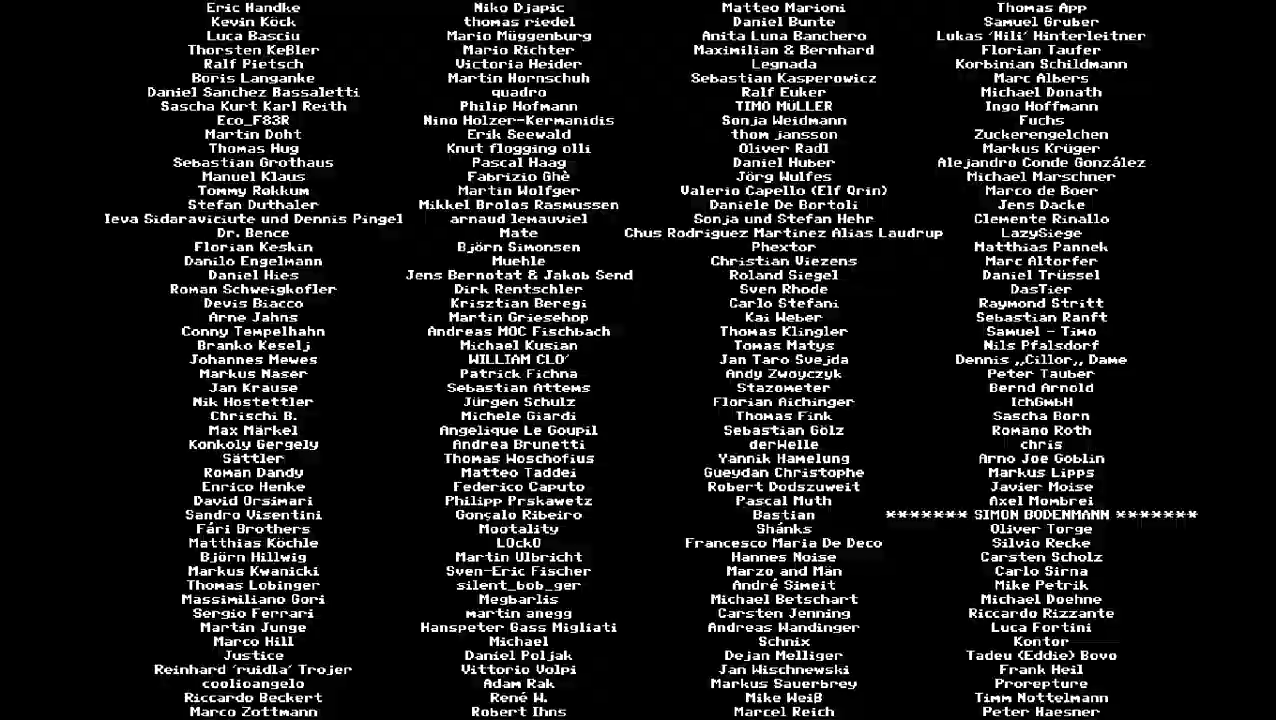 Eric Handke
Kevin Köck
Luca Basciu
Thorsten Keßler
Ralf Pietsch
Boris Langanke
Daniel Sanchez Bassaletti
Sascha Kurt Karl Reith
Eco_F83R
Martin Doht
Thomas Hug
Sebastian Grothaus
Manuel Klaus
Tommy Røkkum
Stefan Duthaler
Ieva Sidaraviciute und Dennis Pingel
Dr. Bence
Florian Keskin
Danilo Engelmann
Daniel Hies
Roman Schweigkofler
Devis Biacco
Arne Jahns
Conny Tempelhahn
Branko Keselj
Johannes Mewes
Markus Naser
Jan Krause
Nik Hostettler
Chrischi B.
Max Märkel
Konkoly Gergely
Sättler
Roman Dandy
Enrico Henke
David Orsimari
Sandro Visentini
Fári Brothers
Matthias Köchle
Björn Hillwig
Markus Kwanicki
Thomas Lobinger
Massimiliano Gori
Sergio Ferrari
Martin Junge
Marco Hill
Justice
Reinhard 'ruidla' Trojer
coolioangelo
Riccardo Beckert
Marco Zottmann
Niko Djapic
thomas riedel
Mario Müggenburg
Mario Richter
Victoria Heider
Martin Hornschuh
quadro
Philip Hofmann
Nino Holzer-Kermanidis
Erik Seewald
Knut flogging olli
Pascal Haag
Fabrizio Ghè
Martin Wolfger
Mikkel Broløs Rasmussen
arnaud lemauviel
Mate
Björn Simonsen
Muehle
Jens Bernotat & Jakob Send
Dirk Rentschler
Krisztian Beregi
Martin Griesehop
Andreas MOC Fischbach
Michael Kusian
WILLIAM CLO'
Patrick Fichna
Sebastian Attems
Jürgen Schulz
Michele Giardi
Angelique Le Goupil
Andrea Brunetti
Thomas Woschofius
Matteo Taddei
Federico Caputo
Philipp Prskawetz
Gonçalo Ribeiro
Mootality
LOckO
Martin Ulbricht
Sven-Eric Fischer
silent_bob_ger
Megbarlis
martin anegg
Hanspeter Gass Migliati
Michael
Daniel Poljak
Vittorio Volpi
Adam Rak
René W.
Robert Ihns
Matteo Marioni
Daniel Bunte
Anita Luna Banchero
Maximilian & Bernhard
Legnada
Sebastian Kasperowicz
Ralf Euker
TIMO MÜLLER
Sonja Weidmann
thom jansson
Oliver Radl
Daniel Huber
Jörg Wulfes
Valerio Capello (Elf Qrin)
Daniele De Bortoli
Sonja und Stefan Hehr
Chus Rodriguez Martinez Alias Laudrup
Phextor
Christian Viezens
Roland Siegel
Sven Rhode
Carlo Stefani
Kai Weber
Thomas Klingler
Tomas Matys
Jan Taro Svejda
Andy Zwoyczyk
Stazometer
Florian Aichinger
Thomas Fink
Sebastian Gölz
derWelle
Yannik Hamelung
Gueydan Christophe
Robert Dodszuweit
Pascal Muth
Bastian
Shánks
Francesco Maria De Deco
Hannes Noise
Marzo and Män
André Simeit
Michael Betschart
Carsten Jenning
Andreas Wandinger
Schnix
Dejan Melliger
Jan Wischnewski
Markus Sauerbrey
Mike Weiß
Marcel Reich
Thomas App
Samuel Gruber
Lukas 'Hili' Hinterleitner
Florian Taufer
Korbinian Schildmann
Marc Albers
Michael Donath
Ingo Hoffmann
Fuchs
Zuckerengelchen
Markus Krüger
Alejandro Conde González
Michael Marschner
Marco de Boer
Jens Dacke
Clemente Rinallo
LazySiege
Matthias Pannek
Marc Altorfer
Daniel Trüssel
DasTier
Raymond Stritt
Sebastian Ranft
Samuel - Timo
Nils Pfalsdorf
Dennis ,,Cillor,, Dame
Peter Tauber
Bernd Arnold
IchGmbH
Sascha Born
Romano Roth
chris
Arno Joe Goblin
Markus Lipps
Javier Moise
Axel Mombrei
******* SIMON BODENMANN *******
Oliver Torge
Silvio Recke
Carsten Scholz
Carlo Sirna
Mike Petrik
Michael Doehne
Riccardo Rizzante
Luca Fortini
Kontor
Tadeu (Eddie) Bovo
Frank Heil
Prorepture
Timm Nottelmann
Peter Haesner